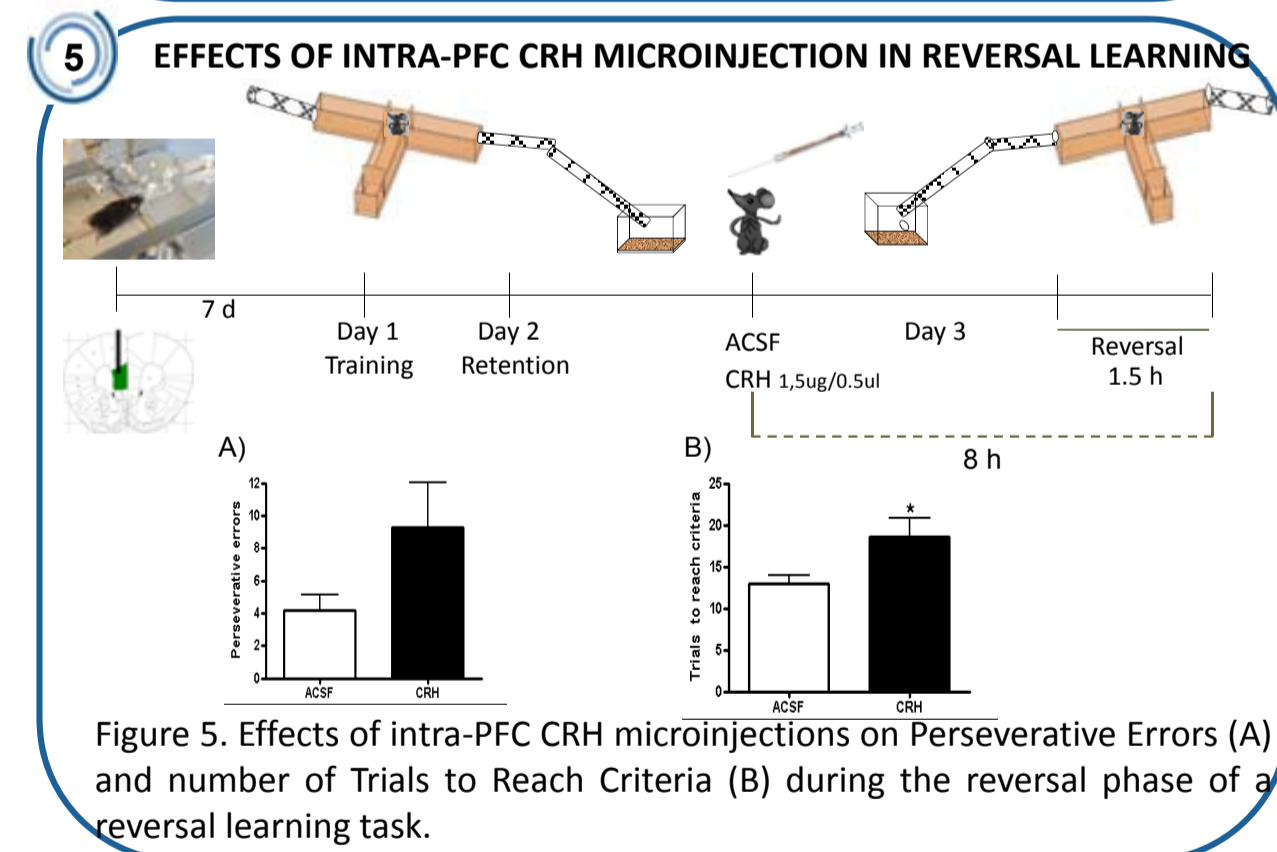 5
EFFECTS OF INTRA-PFC CRH MICROINJECTION IN REVERSAL LEARNING
7 d
Day 1
Training
Day 2
Retention
ACSF
CRH 1,5ug/0.5ul
Day 3
Reversal
1.5 h
8 h
A)
Perseverative errors
12
10
8
6
4
2
0
ACSF
CRH
B)
Trials to reach criteria
25
20
15
10
5
0
*
ACSF
CRH
Figure 5. Effects of intra-PFC CRH microinjections on Perseverative Errors (A)
and number of Trials to Reach Criteria (B) during the reversal phase of a
reversal learning task.